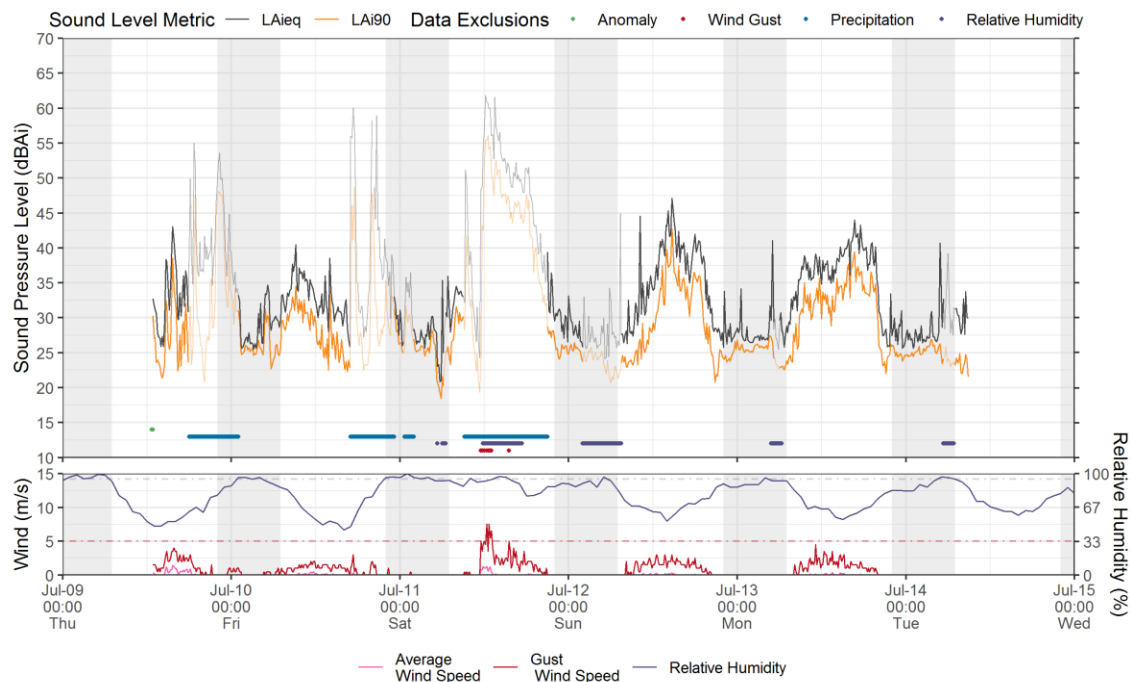 Sound Level Metric LAieq LAi90 Data Exclusions Anomaly Wind Gust Precipitation Relative Humidity
Sound Pressure Level (dBAi)
70
65
60
55
50
45
40
35
30
25
20
15
10
Wind (m/s)
15
10
5
0
Relative Humidity (%)
100
67
33
0
Jul-09 Jul-10 Jul-11 Jul-12 Jul-13 Jul-14 Jul-15
00:00 00:00 00:00 00:00 00:00 00:00 00:00
Thu Fri Sat Sun Mon Tue Wed
Average Gust Relative Humidity
Wind Speed Wind Speed